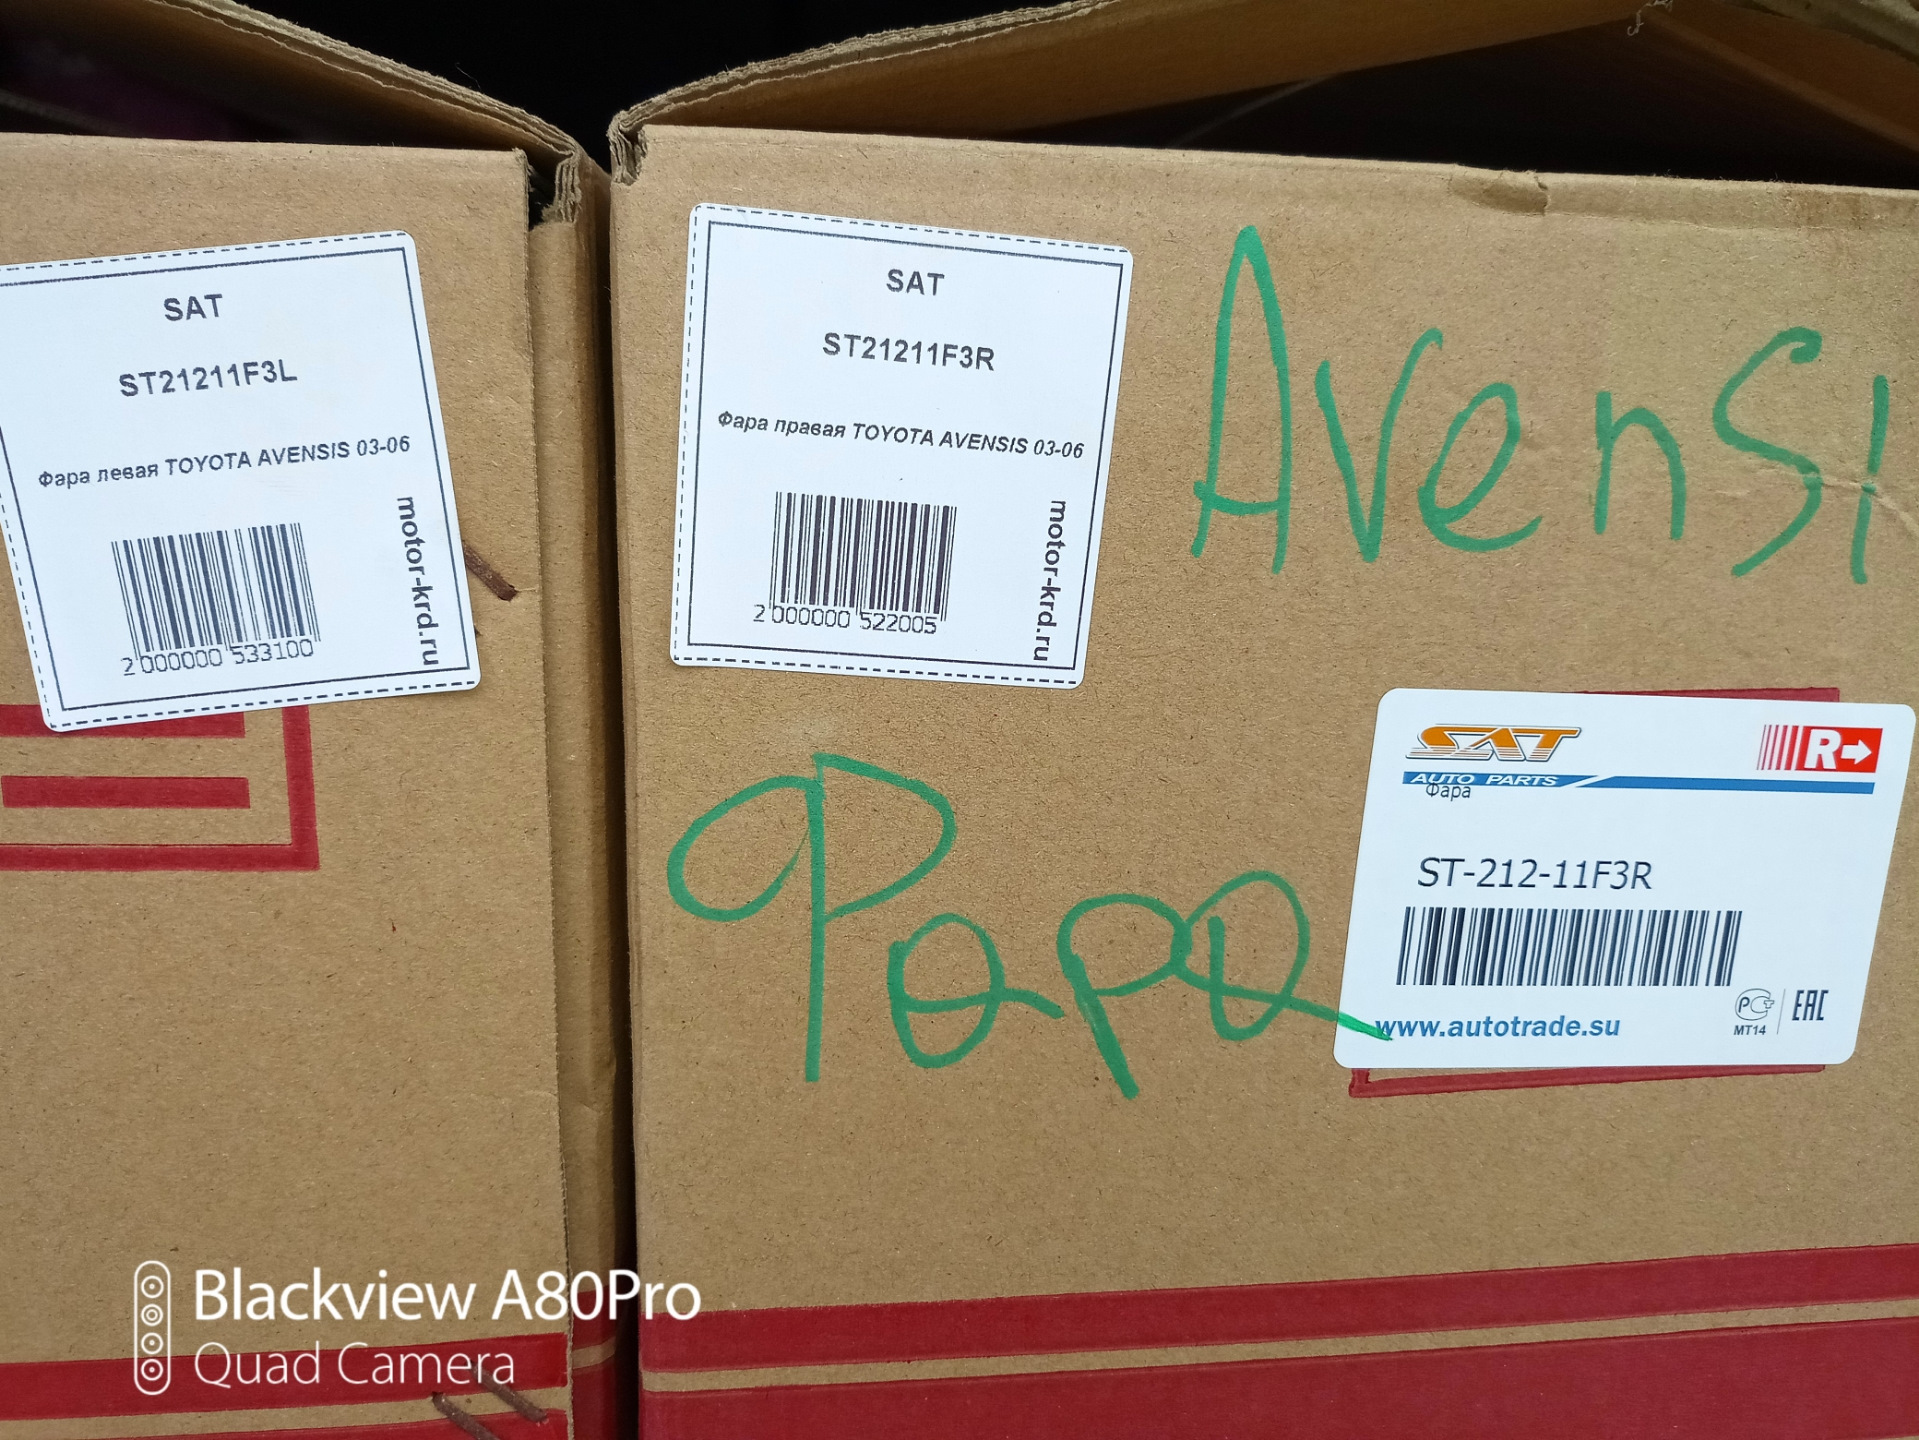 SAT
ST21211F3L
Фара левая TOYOTA AVENSIS 03-06
motor-krd.ru
2 000000 533100
SAT
ST21211F3R
Фара правая TOYOTA AVENSIS 03-06
motor-krd.ru
2 000000 522005
Avensi
Фара
SAT
R→
AUTO PARTS
Фара
ST-212-11F3R
www.autotrade.su
РСТ
МТ14
EAC
Blackview A80Pro
Quad Camera